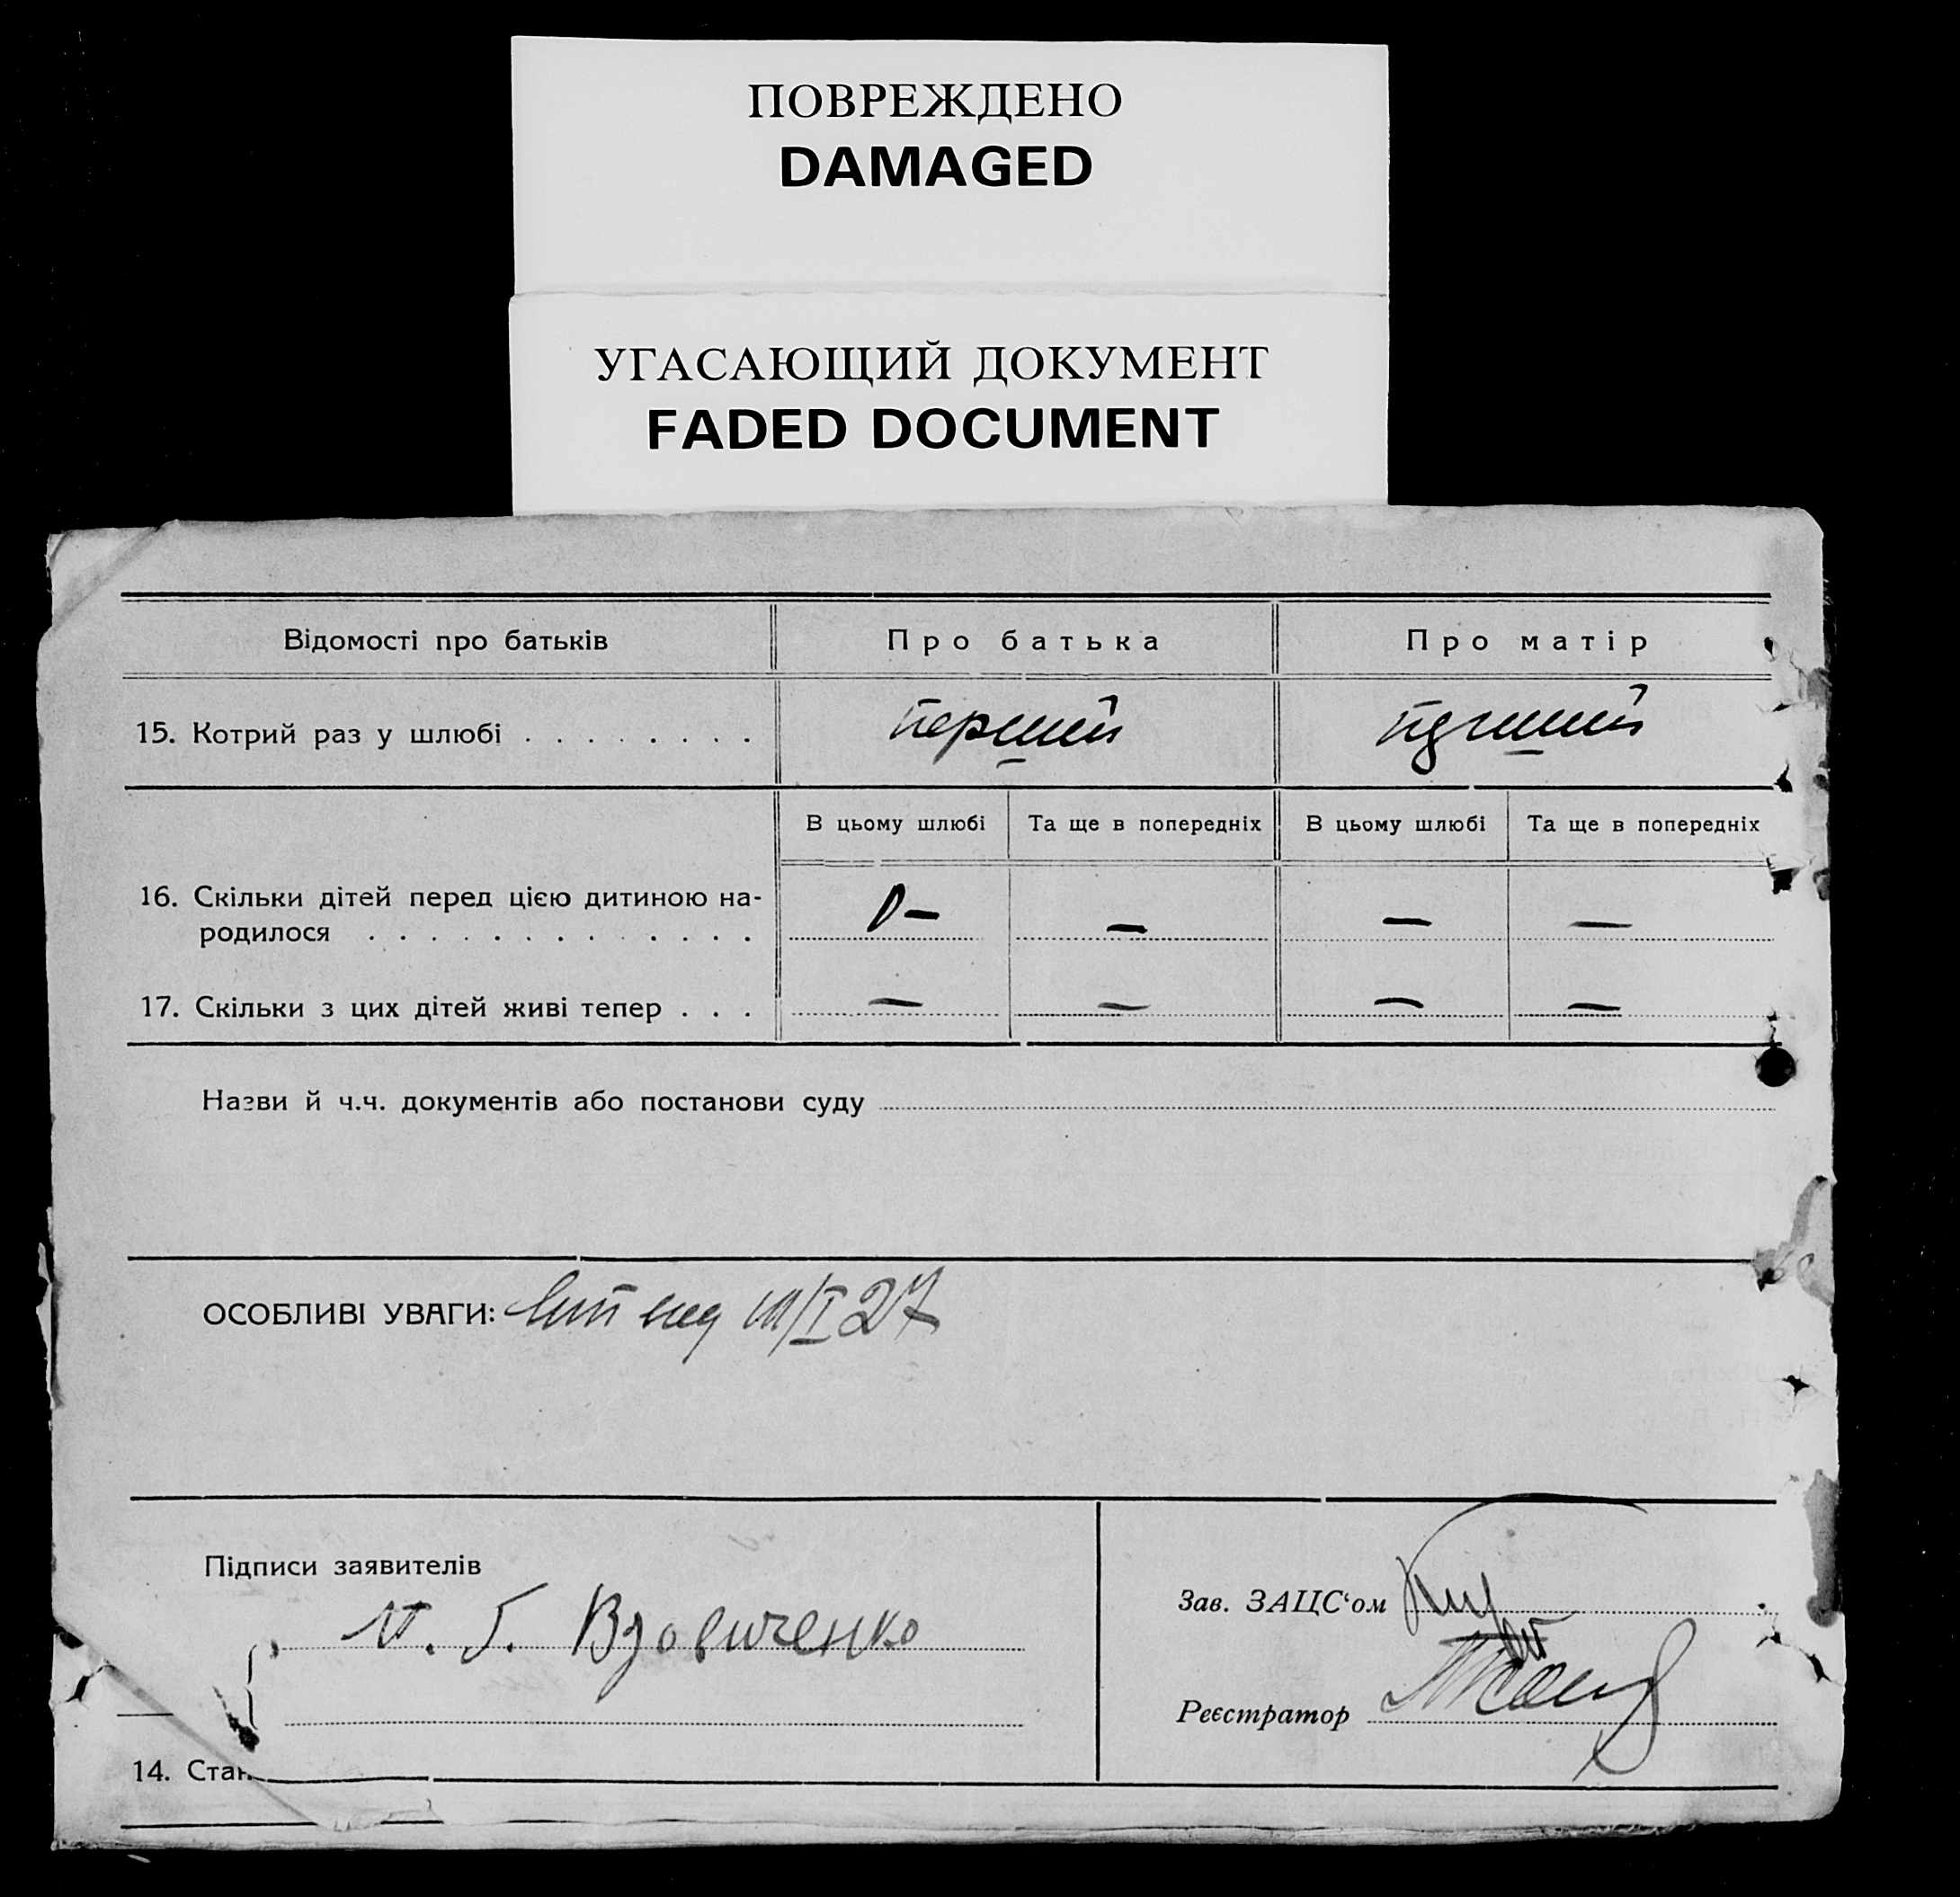 ПОВРЕЖДЕНО
DAMAGED
УГАСАЮЩИЙ ДОКУМЕНТ
FADED DOCUMENT
Відомості про батьків Про батька Про матір
15. Котрий раз у шлюбі . . . . . . . . перший
В цьому шлюбі Та ще в попередніх В цьому шлюбі Та ще в попередніх
16. Скільки дітей перед цією дитиною на-
родилося . . . . . . . . . . . . . — — — —
17. Скільки з цих дітей живі тепер . . . — — — —
Назви й ч.ч. документів або постанови суду
ОСОБЛИВІ УВАГИ: 27
Підписи заявителів
Зав. ЗАЦС‘ом
Вдовиченко
Реєстратор
14. Стан